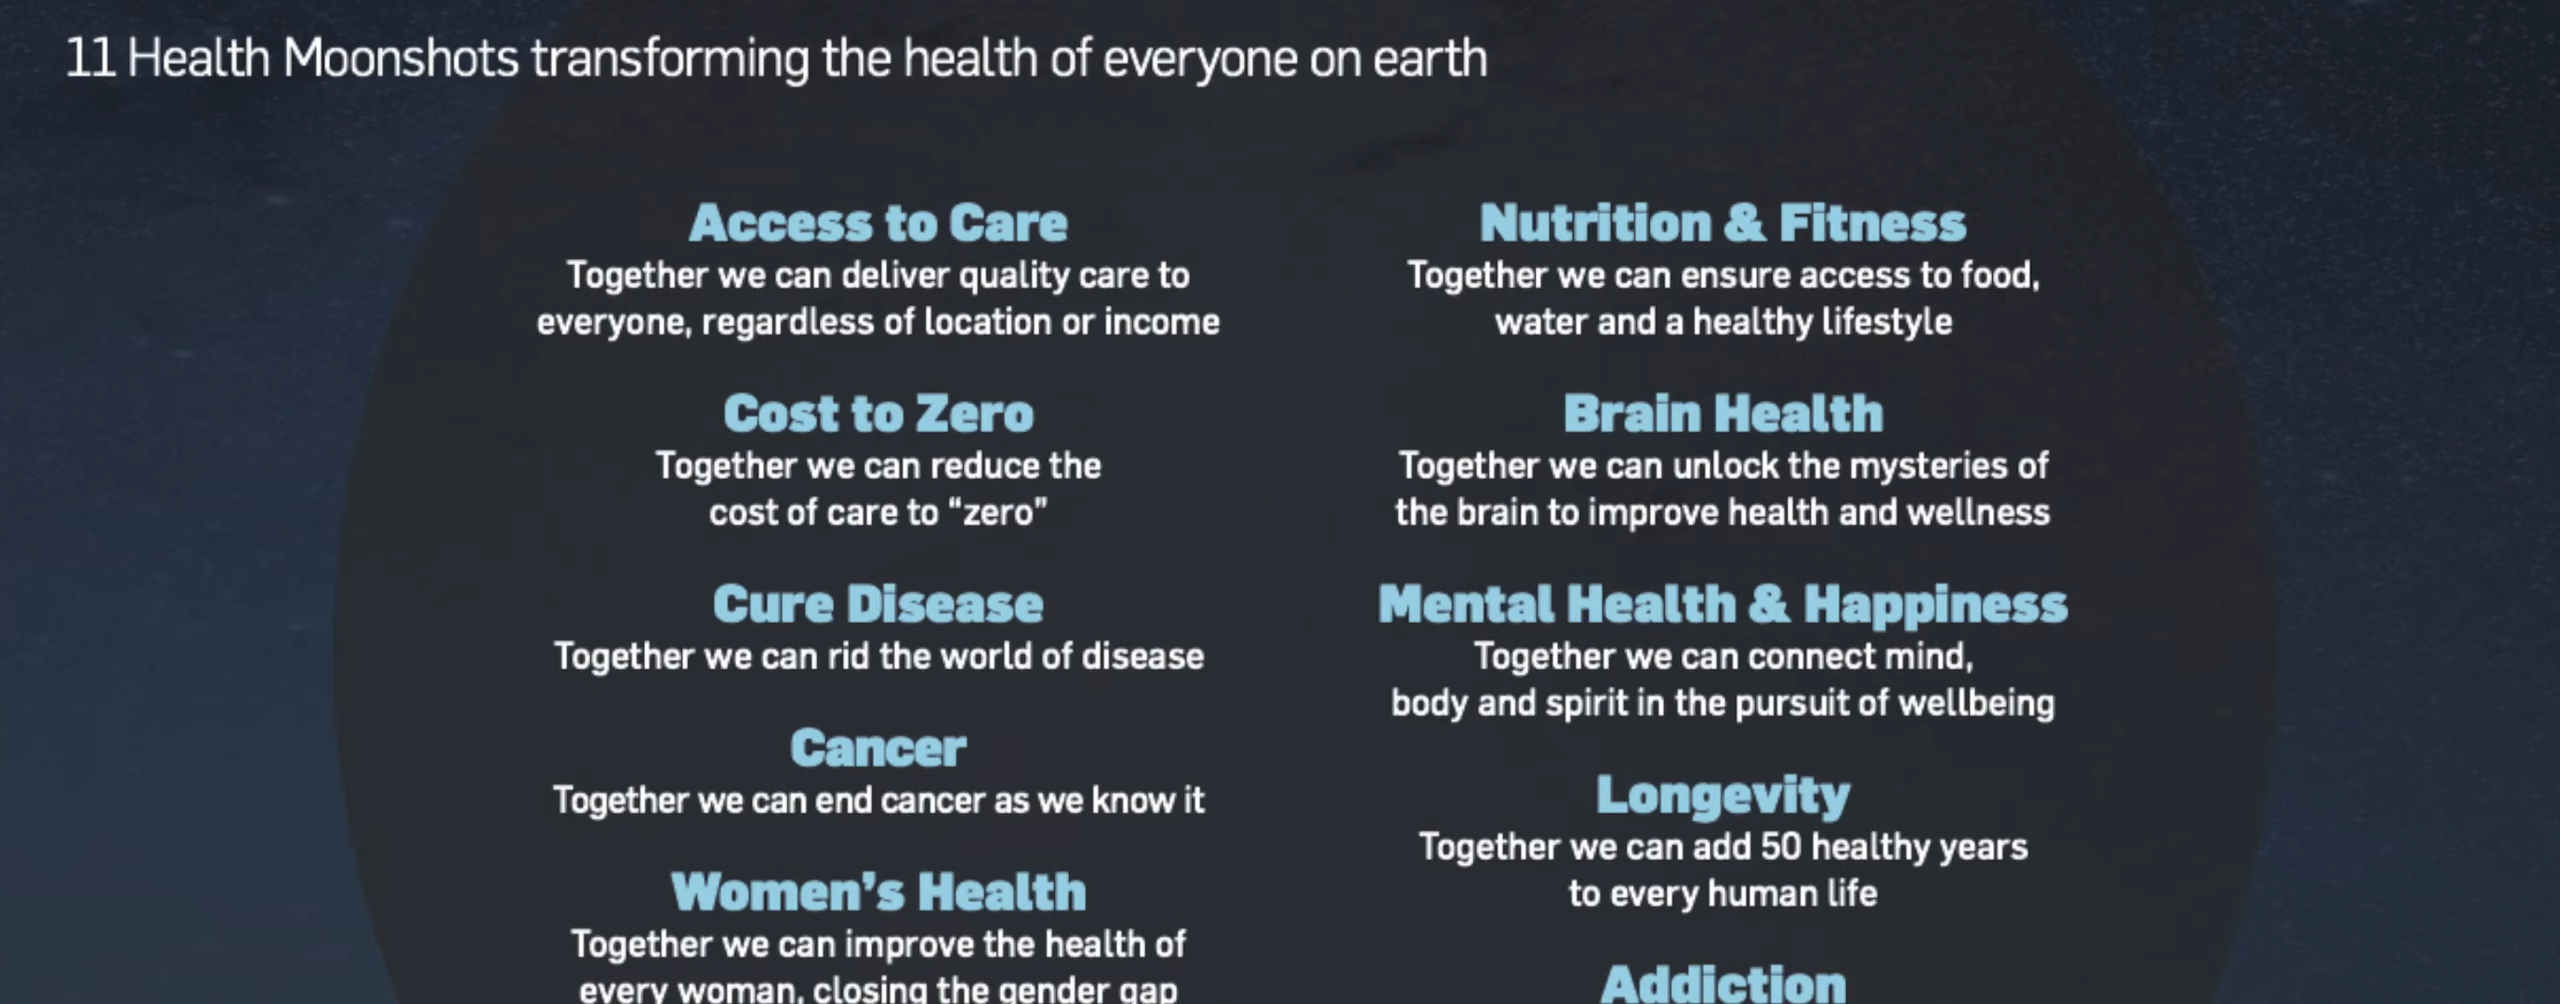 11 Health Moonshots transforming the health of everyone on earth
Access to Care
Together we can deliver quality care to
everyone, regardless of location or income
Cost to Zero
Together we can reduce the
cost of care to “zero”
Cure Disease
Together we can rid the world of disease
Cancer
Together we can end cancer as we know it
Women’s Health
Together we can improve the health of
every woman, closing the gender gap
Nutrition & Fitness
Together we can ensure access to food,
water and a healthy lifestyle
Brain Health
Together we can unlock the mysteries of
the brain to improve health and wellness
Mental Health & Happiness
Together we can connect mind,
body and spirit in the pursuit of wellbeing
Longevity
Together we can add 50 healthy years
to every human life
Addiction